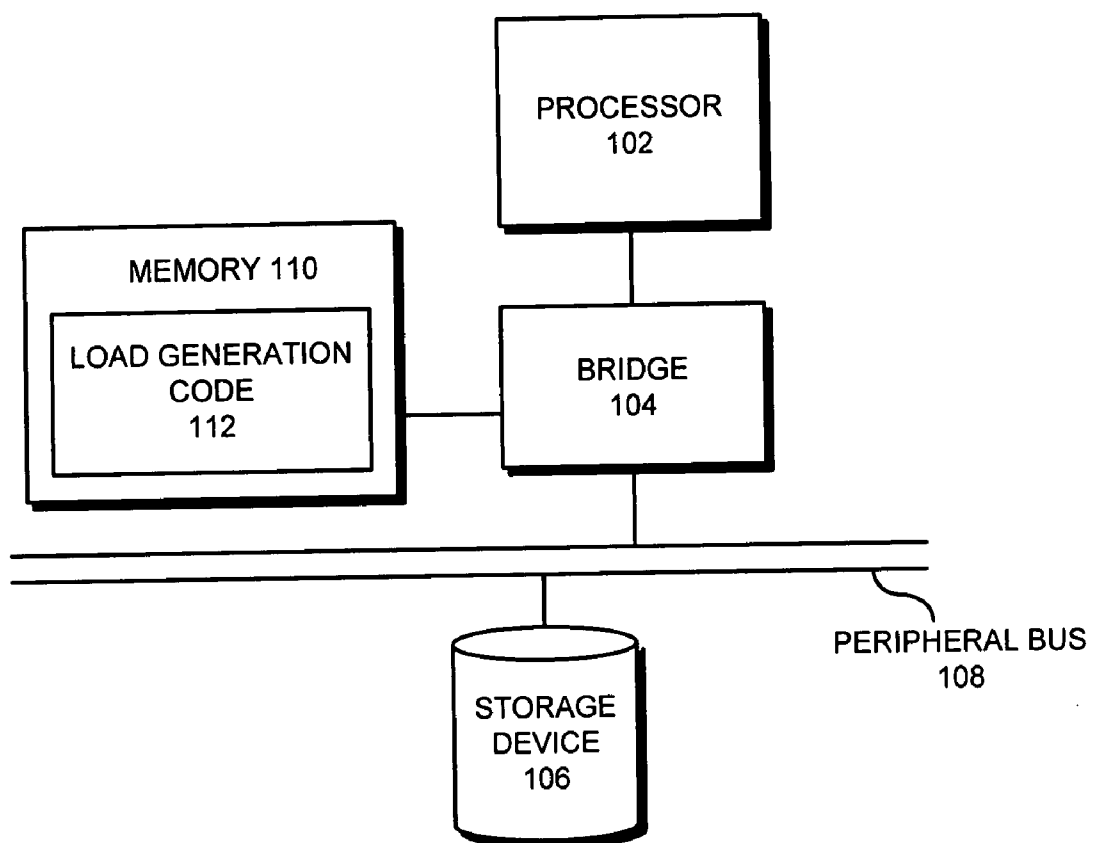 PROCESSOR
102
MEMORY 110
LOAD GENERATION
CODE
112
BRIDGE
104
PERIPHERAL BUS
108
STORAGE
DEVICE
106